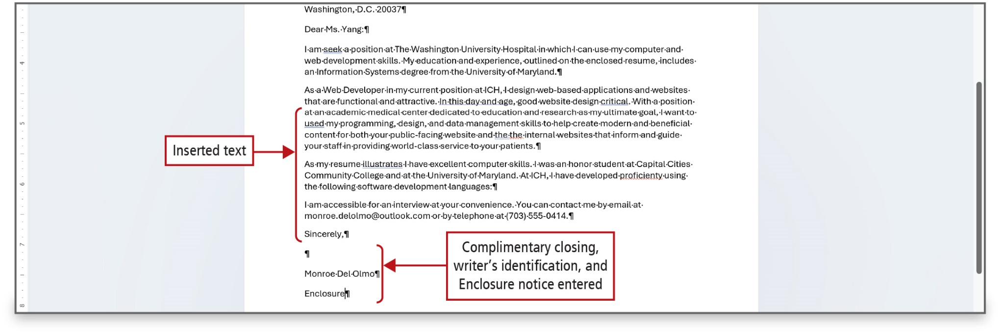 Washington, D.C. 20037¶
Dear Ms. Yang:¶
I am seek a position at The Washington University Hospital in which I can use my computer and
web development skills. My education and experience, outlined on the enclosed resume, includes
an Information Systems degree from the University of Maryland.¶
As a Web Developer in my current position at ICH, I design web-based applications and websites
that are functional and attractive. In this day and age, good website design critical. With a position
at an academic medical center dedicated to education and research as my ultimate goal, I want to
used my programming, design, and data management skills to help create modern and beneficial
content for both your public-facing website and the the internal websites that inform and guide
your staff in providing world-class service to your patients.¶
As my resume illustrates I have excellent computer skills. I was an honor student at Capital Cities
Community College and at the University of Maryland. At ICH, I have developed proficienty using
the following software development languages:¶
I am accessible for an interview at your convenience. You can contact me by email at
monroe.delolmo@outlook.com or by telephone at (703) 555-0414.¶
Sincerely,¶
¶
Monroe Del Olmo¶
Enclosure¶
Inserted text
Complimentary closing,
writer's identification, and
Enclosure notice entered
4
5
6
7
8